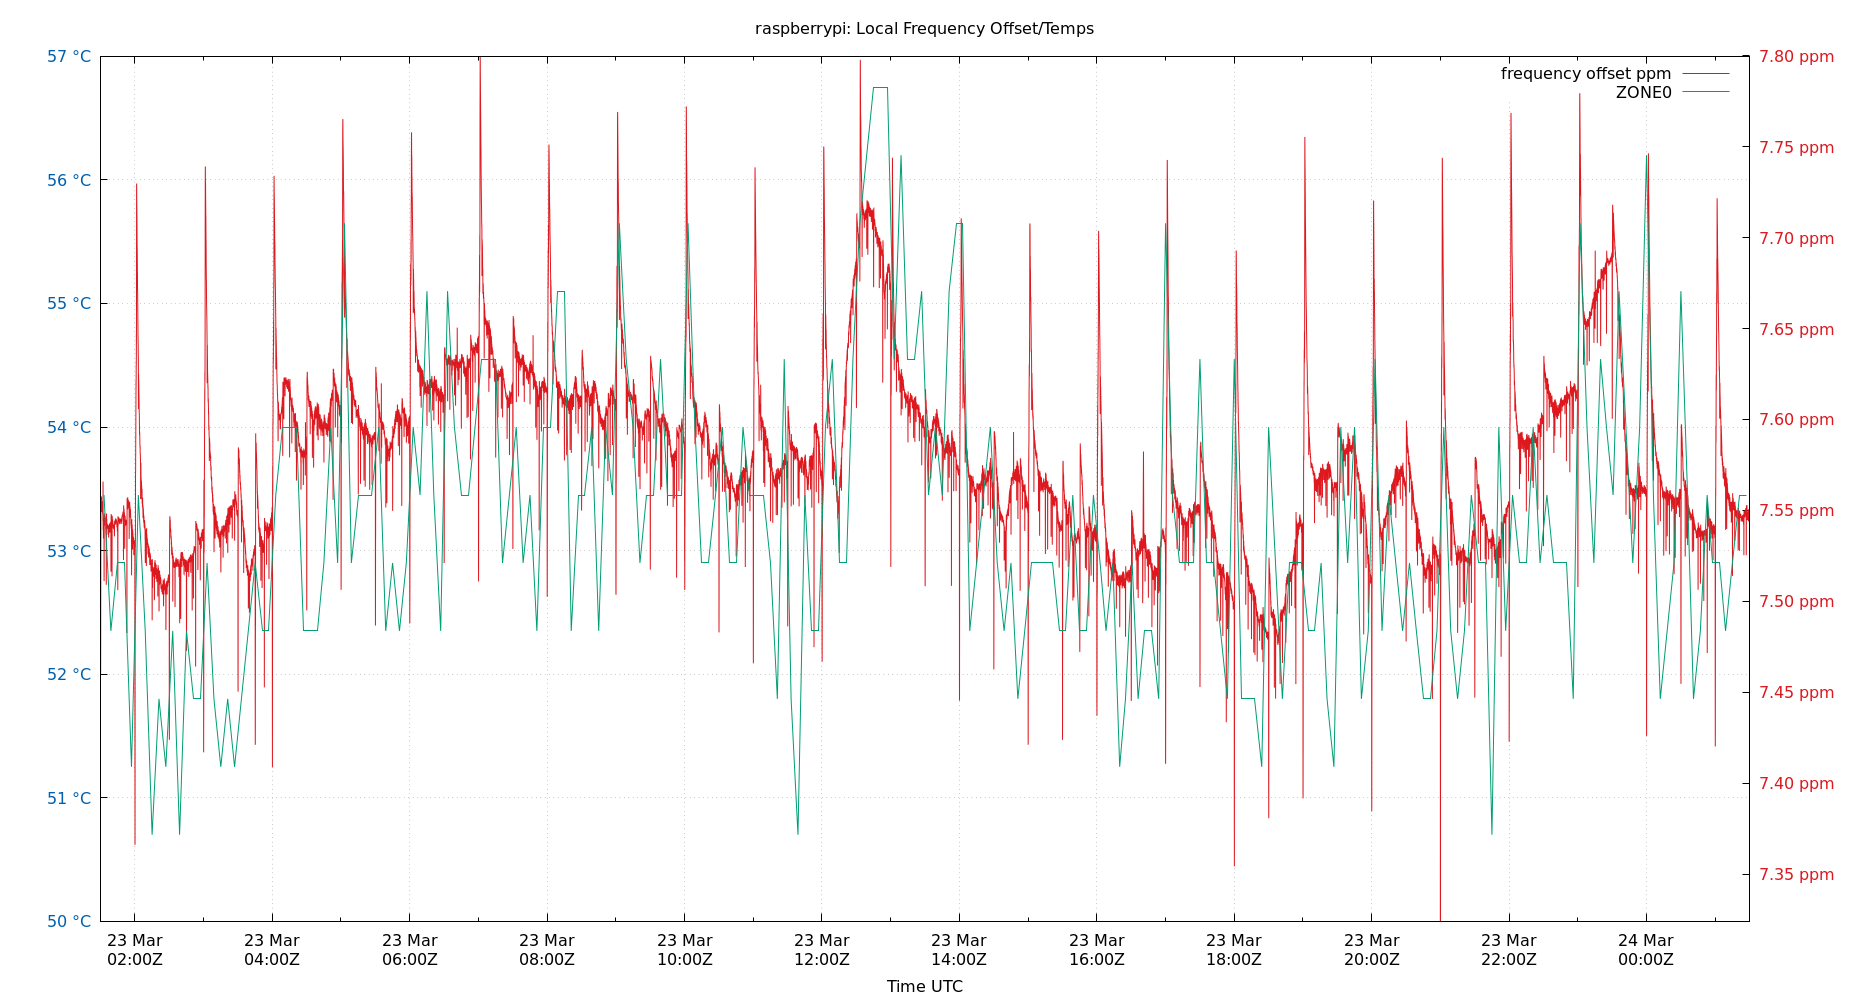 raspberrypi: Local Frequency Offset/Temps
57 °C
56 °C
55 °C
54 °C
53 °C
52 °C
51 °C
50 °C
7.80 ppm
7.75 ppm
7.70 ppm
7.65 ppm
7.60 ppm
7.55 ppm
7.50 ppm
7.45 ppm
7.40 ppm
7.35 ppm
frequency offset ppm
ZONE0
23 Mar
02:00Z
23 Mar
04:00Z
23 Mar
06:00Z
23 Mar
08:00Z
23 Mar
10:00Z
23 Mar
12:00Z
23 Mar
14:00Z
23 Mar
16:00Z
23 Mar
18:00Z
23 Mar
20:00Z
23 Mar
22:00Z
24 Mar
00:00Z
Time UTC